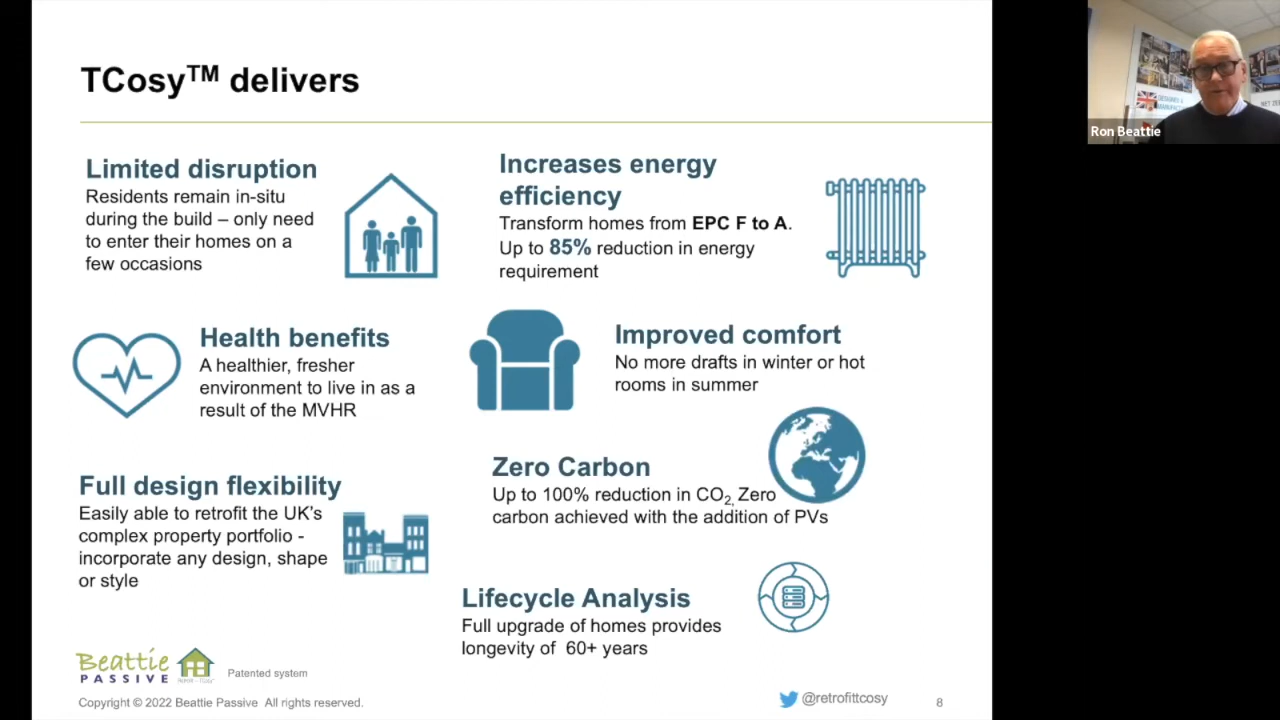 TCosy™ delivers
Limited disruption
Residents remain in-situ
during the build – only need
to enter their homes on a
few occasions
Increases energy
efficiency
Transform homes from EPC F to A.
Up to 85% reduction in energy
requirement
Health benefits
A healthier, fresher
environment to live in as a
result of the MVHR
Improved comfort
No more drafts in winter or hot
rooms in summer
Full design flexibility
Easily able to retrofit the UK's
complex property portfolio -
incorporate any design, shape
or style
Zero Carbon
Up to 100% reduction in CO2, Zero
carbon achieved with the addition of PVs
Lifecycle Analysis
Full upgrade of homes provides
longevity of 60+ years
Beattie
PASSIVE
Patented system
Copyright © 2022 Beattie Passive All rights reserved.
@retrofittcosy
8
Ron Beattie